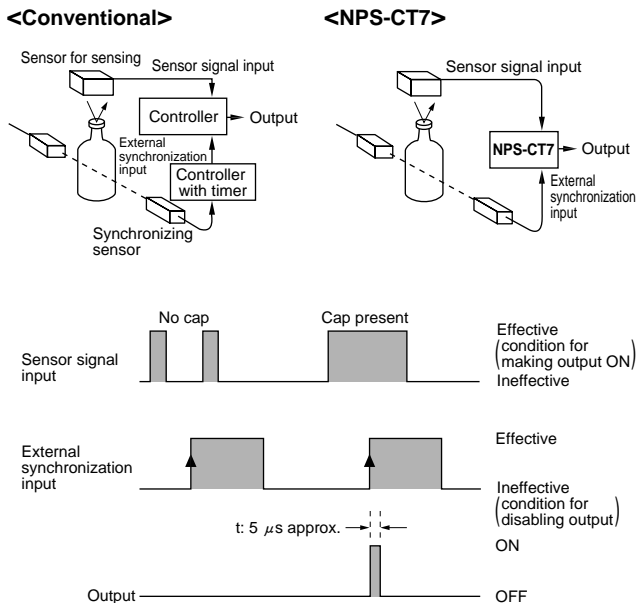 <Conventional>
Sensor for sensing
Sensor signal input
Controller
Output
External
synchronization
input
Controller
with timer
Synchronizing
sensor
<NPS-CT7>
Sensor signal input
NPS-CT7
Output
External
synchronization
input
No cap
Cap present
Sensor signal
input
Effective
(condition for
making output ON)
Ineffective
External
synchronization
input
Effective
Ineffective
(condition for
disabling output)
t: 5 μs approx.
ON
Output
OFF